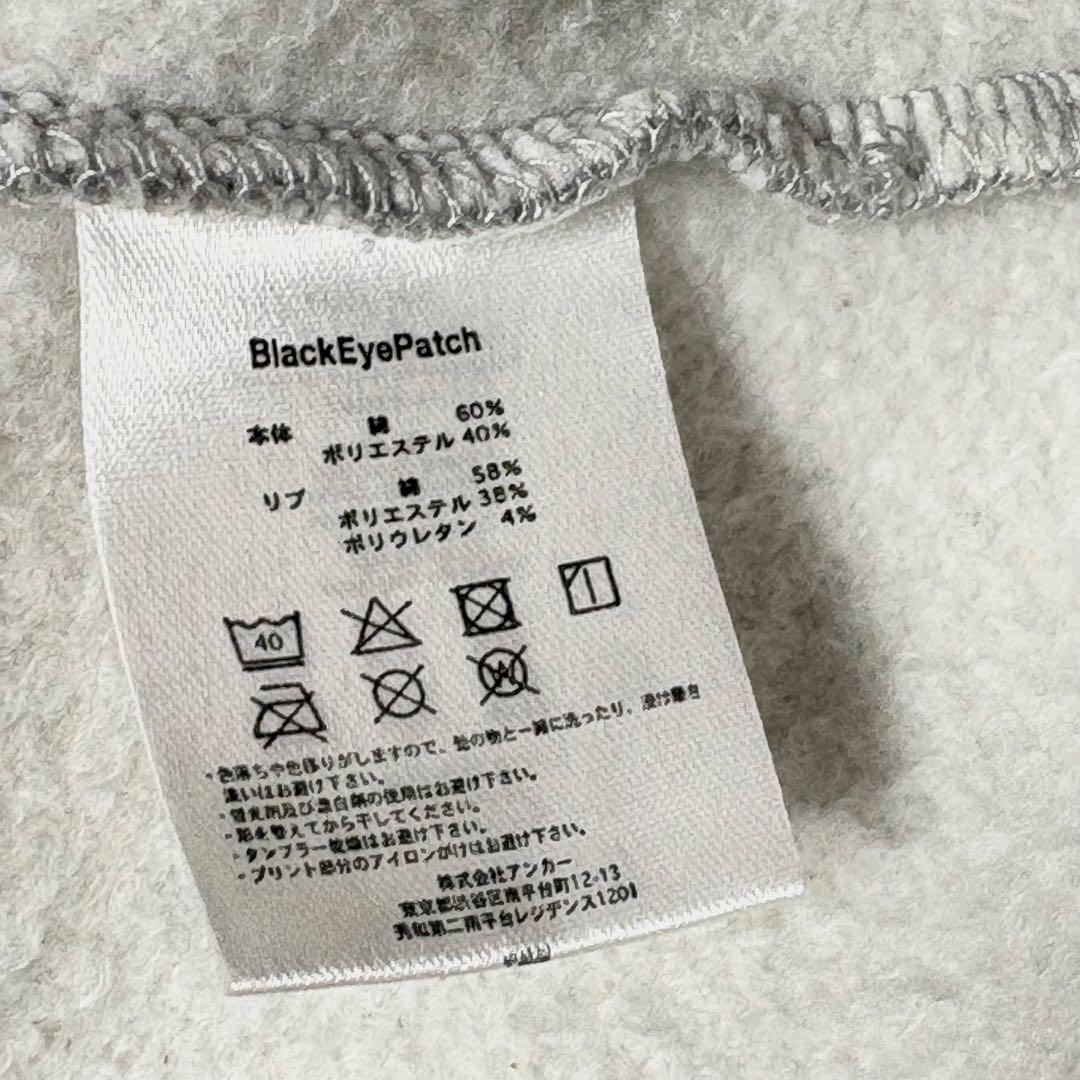 BlackEyePatch
本体 綿 60%
ポリエステル 40%
リブ 綿 58%
ポリエステル 38%
ポリウレタン 4%
40
W
・色落ちや色移りがしますので、他の物と一緒に洗ったり、漬け置き
洗いはお避け下さい。
・蛍光剤及び漂白剤の使用はお避け下さい。
・形を整えてから干してください。
・タンブラー乾燥はお避け下さい。
・プリント部分のアイロンがけはお避け下さい。
株式会社アンカー
東京都渋谷区南平台町12-13
秀和第二南平台レジデンス1201